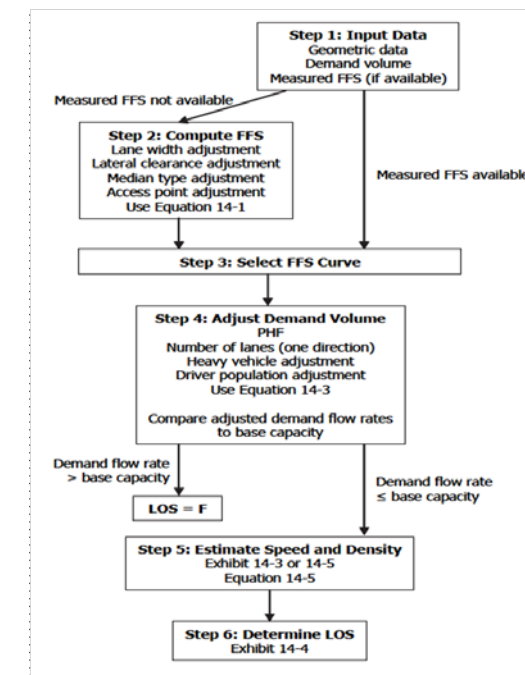 Step 1: Input Data
Geometric data
Demand volume
Measured FFS (if available)
Measured FFS not available
Step 2: Compute FFS
Lane width adjustment
Lateral clearance adjustment
Median type adjustment
Access point adjustment
Use Equation 14-1
Measured FFS available
Step 3: Select FFS Curve
Step 4: Adjust Demand Volume
PHF
Number of lanes (one direction)
Heavy vehicle adjustment
Driver population adjustment
Use Equation 14-3
Compare adjusted demand flow rates
to base capacity
Demand flow rate
> base capacity
Demand flow rate
≤ base capacity
LOS = F
Step 5: Estimate Speed and Density
Exhibit 14-3 or 14-5
Equation 14-5
Step 6: Determine LOS
Exhibit 14-4